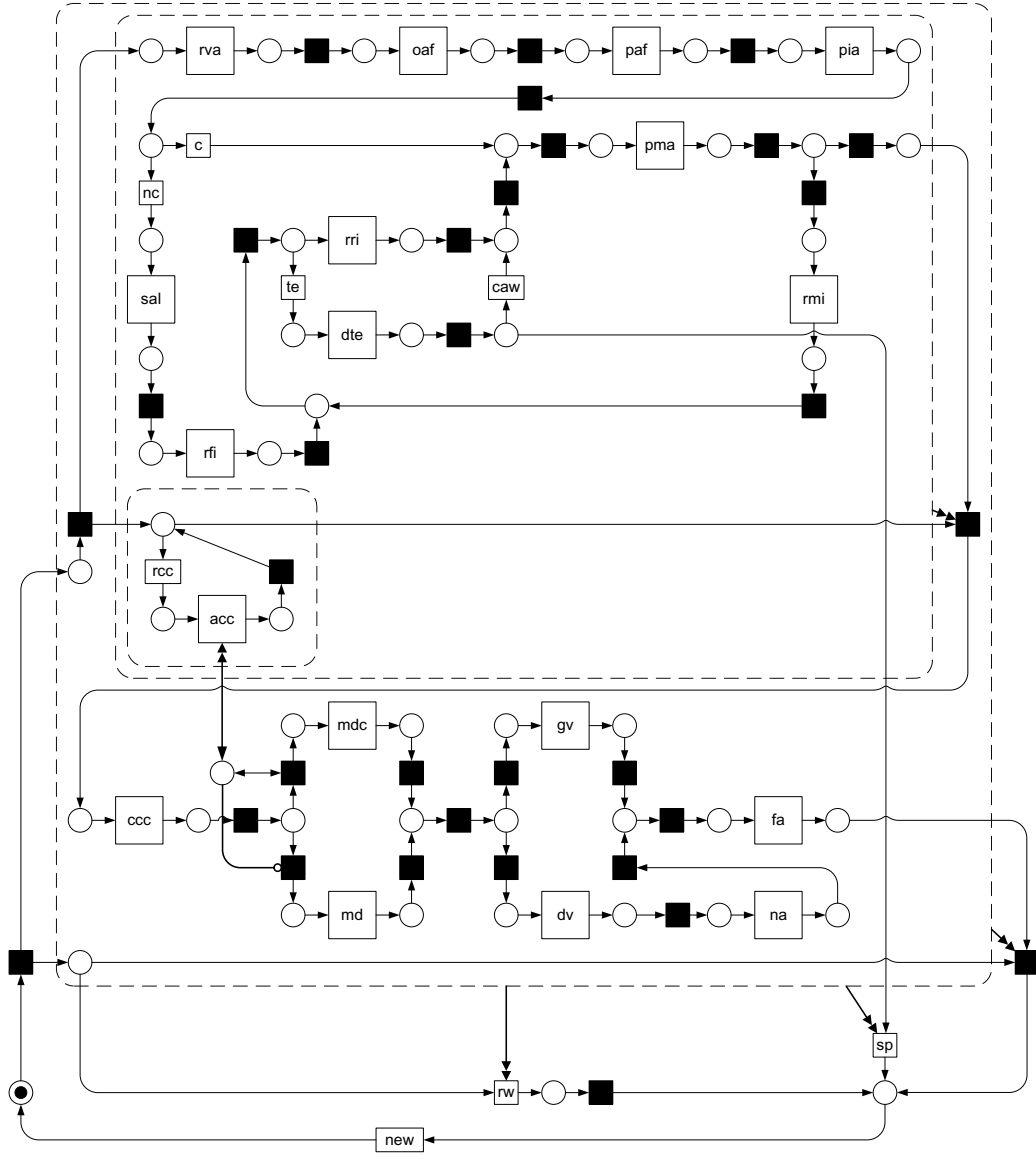 rva oaf paf pia
c pma
nc
rri
sal te caw rmi
dte
rfi
rcc
acc
mdc gv
ccc fa
md dv na
sp
rw
new